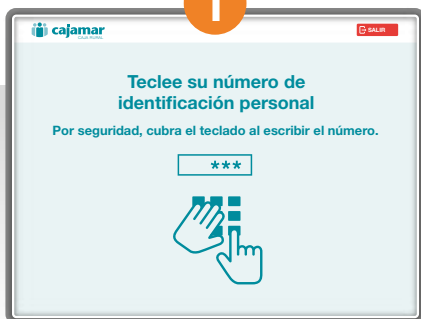 1
cajamar
CAJA RURAL
SALIR
Teclee su número de
identificación personal
Por seguridad, cubra el teclado al escribir el número.
***